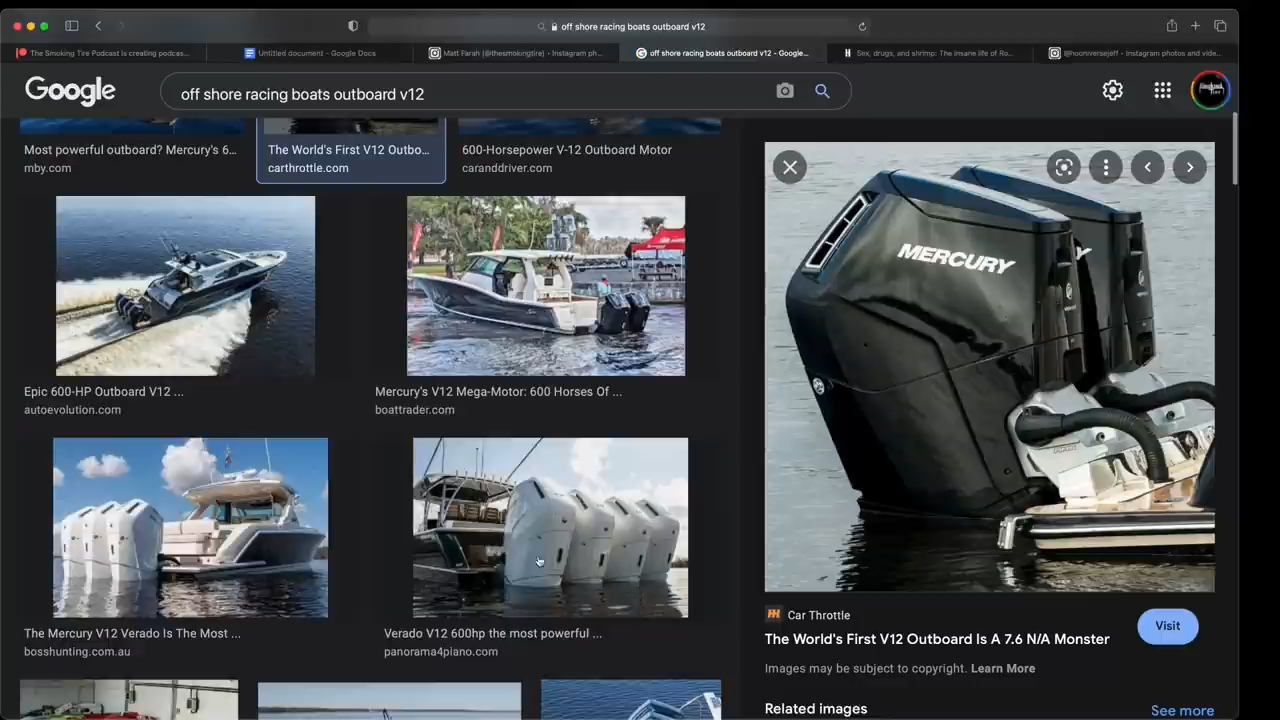 off shore racing boats outboard v12
The Smoking Tire Podcast is creating podcas...
Untitled document - Google Docs
Matt Farah (@thesmokingtire) • Instagram ph...
off shore racing boats outboard v12 - Google...
Sex, drugs, and shrimp: The insane life of Ro...
@hooniversejeff • Instagram photos and vide...
Google
off shore racing boats outboard v12
Most powerful outboard? Mercury's 6...
mby.com
The World's First V12 Outbo...
carthrottle.com
600-Horsepower V-12 Outboard Motor
caranddriver.com
MERCURY
Epic 600-HP Outboard V12 ...
autoevolution.com
Mercury's V12 Mega-Motor: 600 Horses Of ...
boattrader.com
The Mercury V12 Verado Is The Most ...
bosshunting.com.au
Verado V12 600hp the most powerful ...
panorama4piano.com
Car Throttle
The World's First V12 Outboard Is A 7.6 N/A Monster
Visit
Images may be subject to copyright. Learn More
Related images
See more